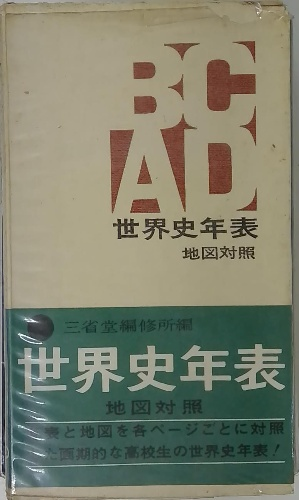 BC
AD
世界史年表
地図対照
三省堂編修所編
世界史年表
地図対照
表と地図を各ページごとに対照
た画期的な高校生の世界史年表！